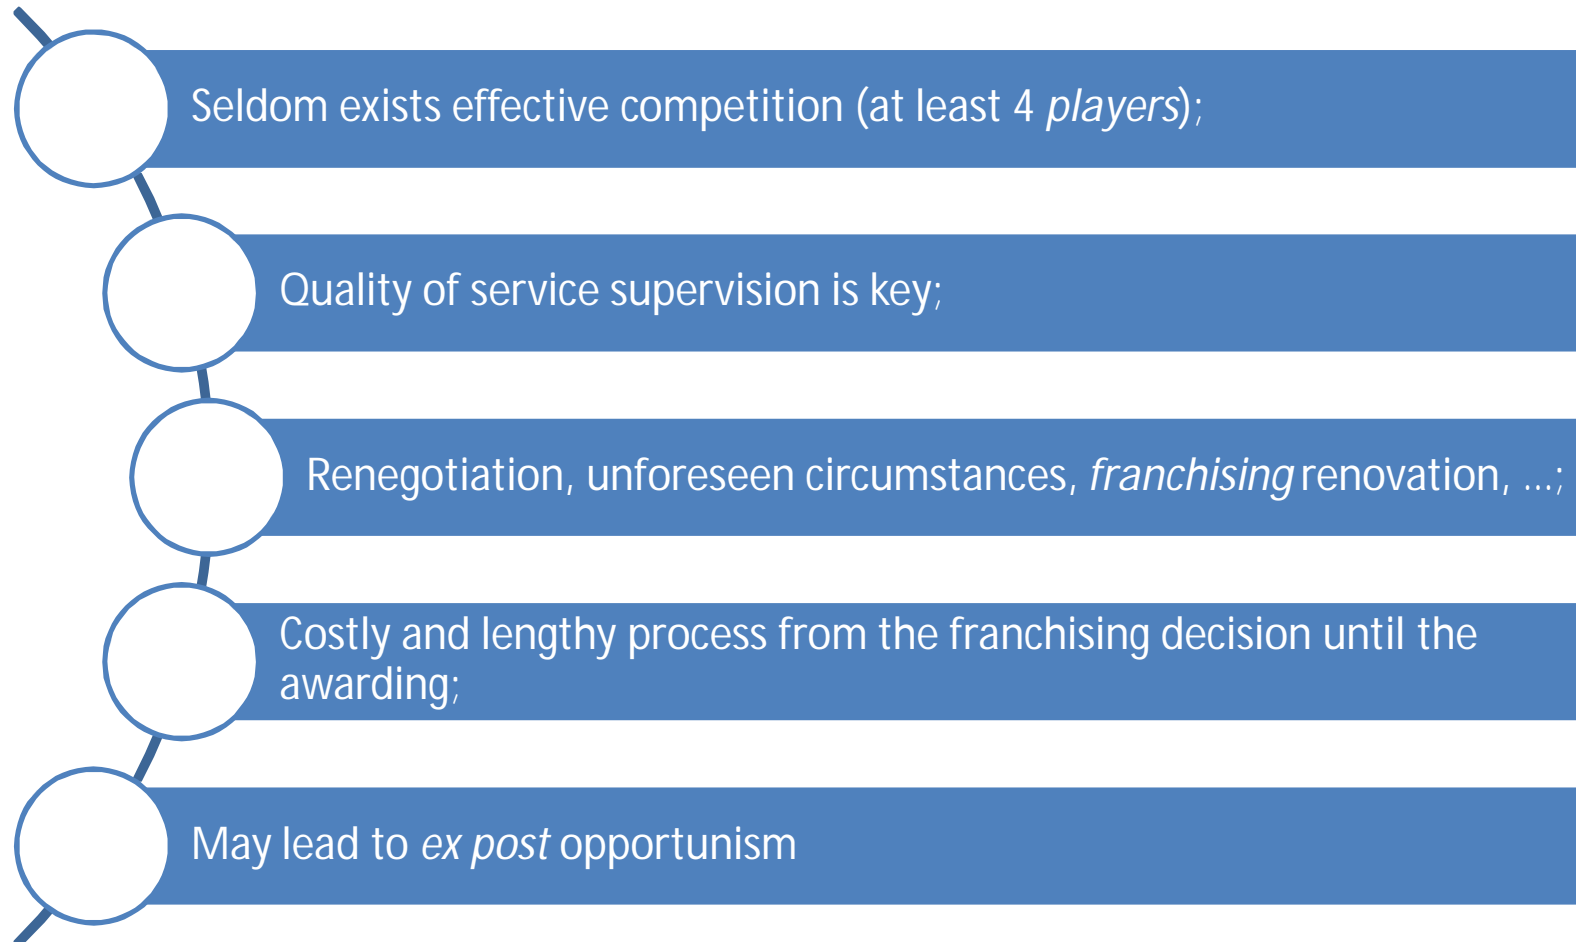 Seldom exists effective competition (at least 4 players);
Quality of service supervision is key;
Renegotiation, unforeseen circumstances, franchising renovation, ...;
Costly and lengthy process from the franchising decision until the
awarding;
May lead to ex post opportunism